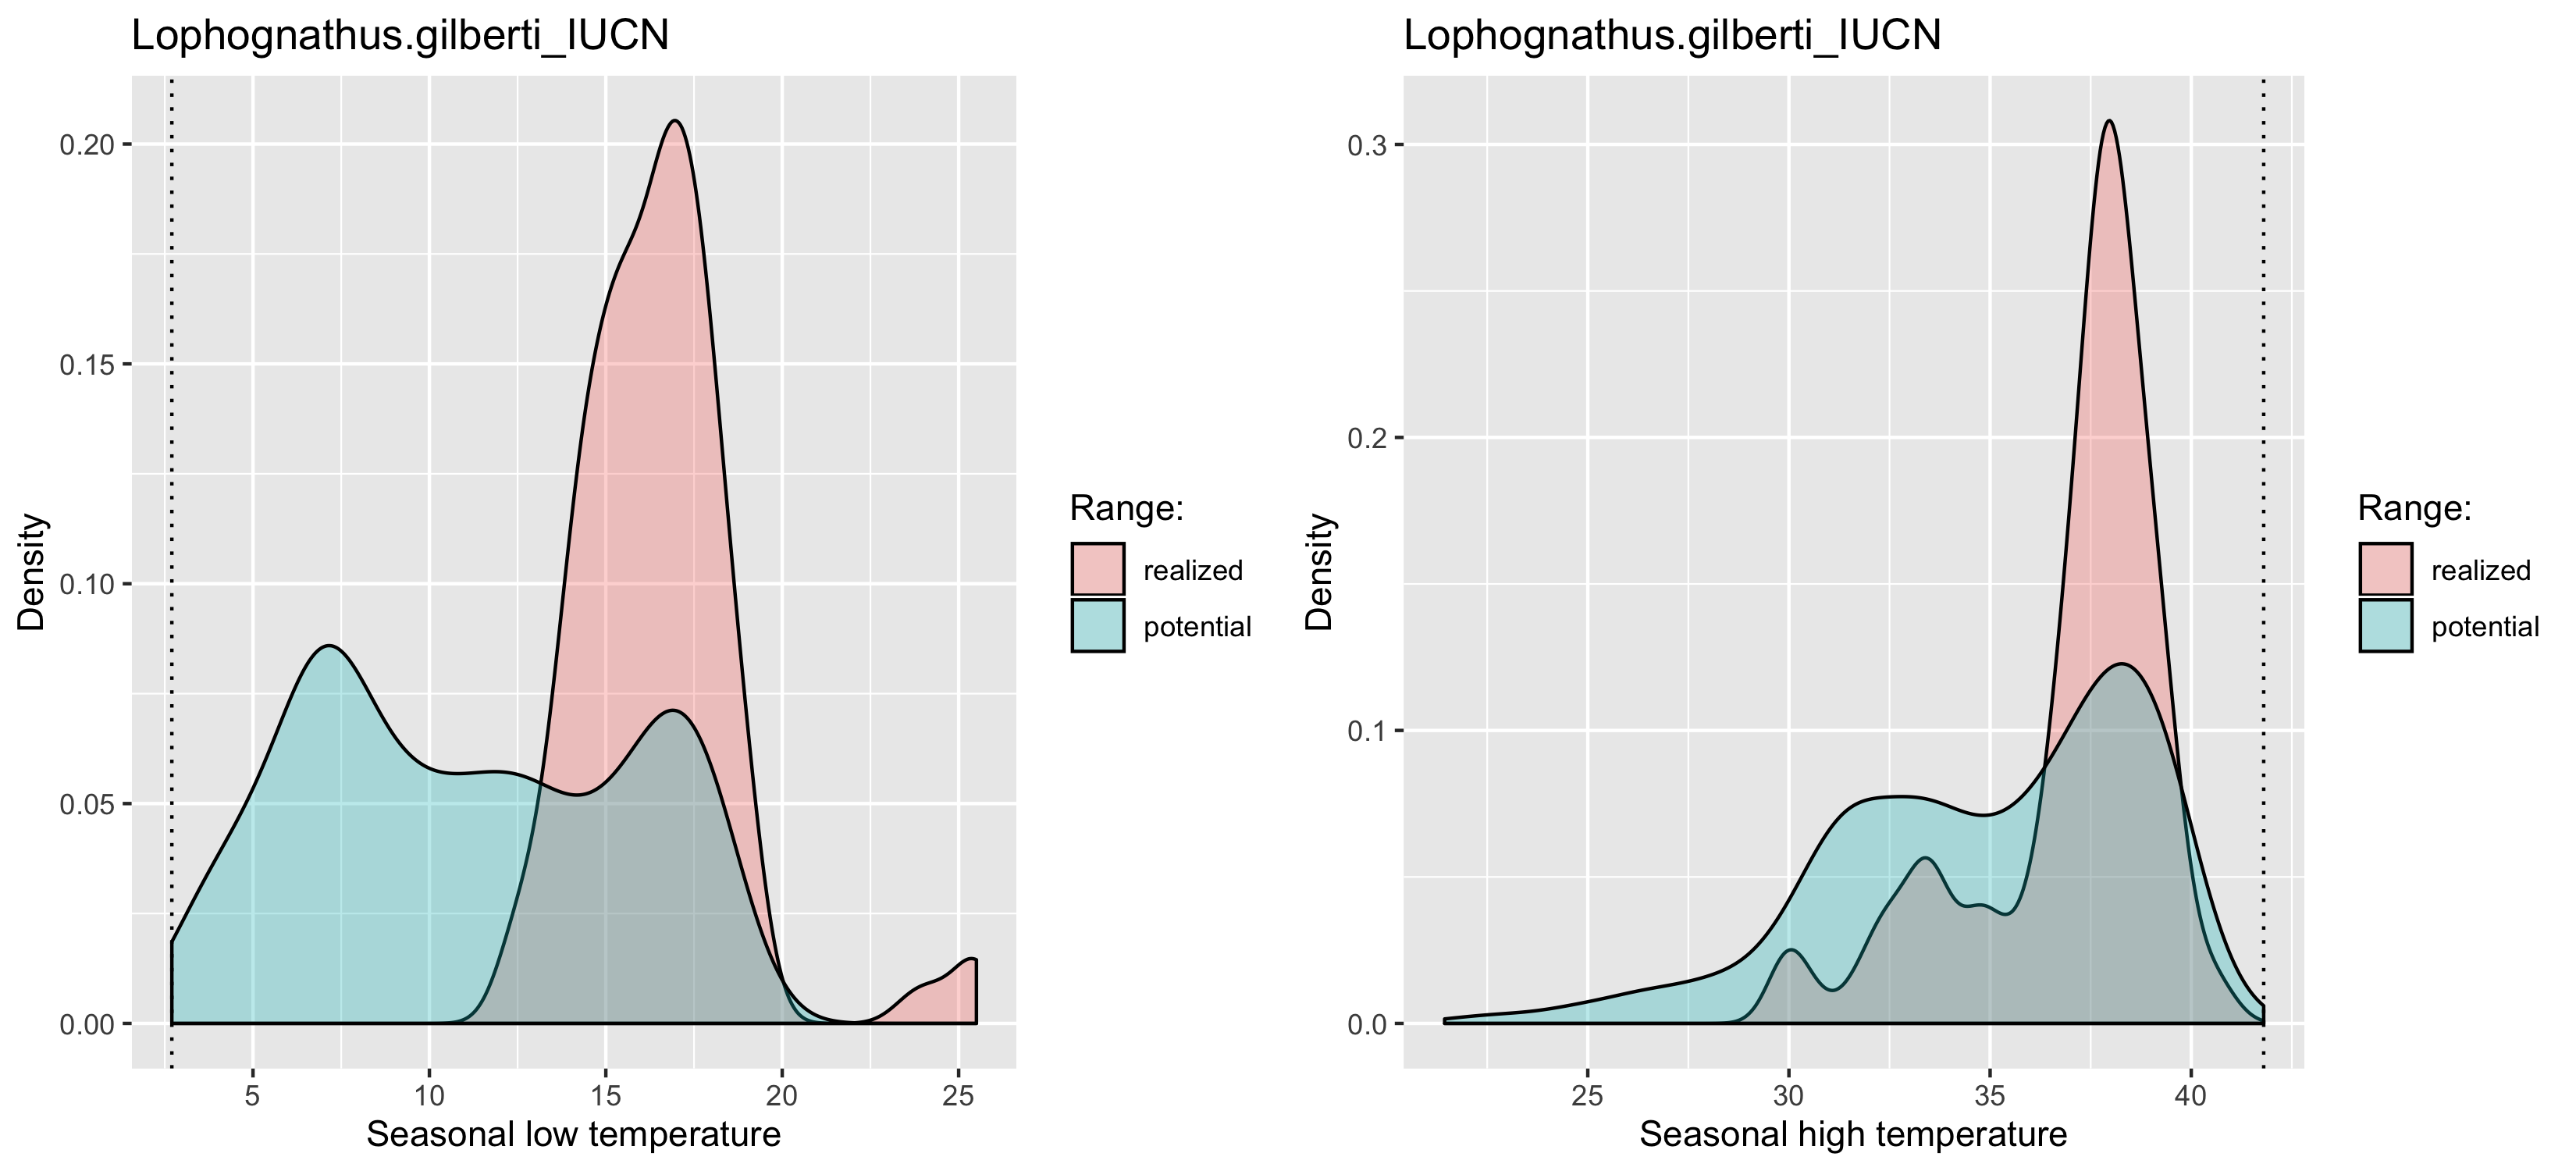 Lophognathus.gilberti_IUCN
0.20
0.15
0.10
0.05
0.00
Density
5 10 15 20 25
Seasonal low temperature
Range:
realized
potential
Lophognathus.gilberti_IUCN
0.3
0.2
0.1
0.0
Density
25 30 35 40
Seasonal high temperature
Range:
realized
potential